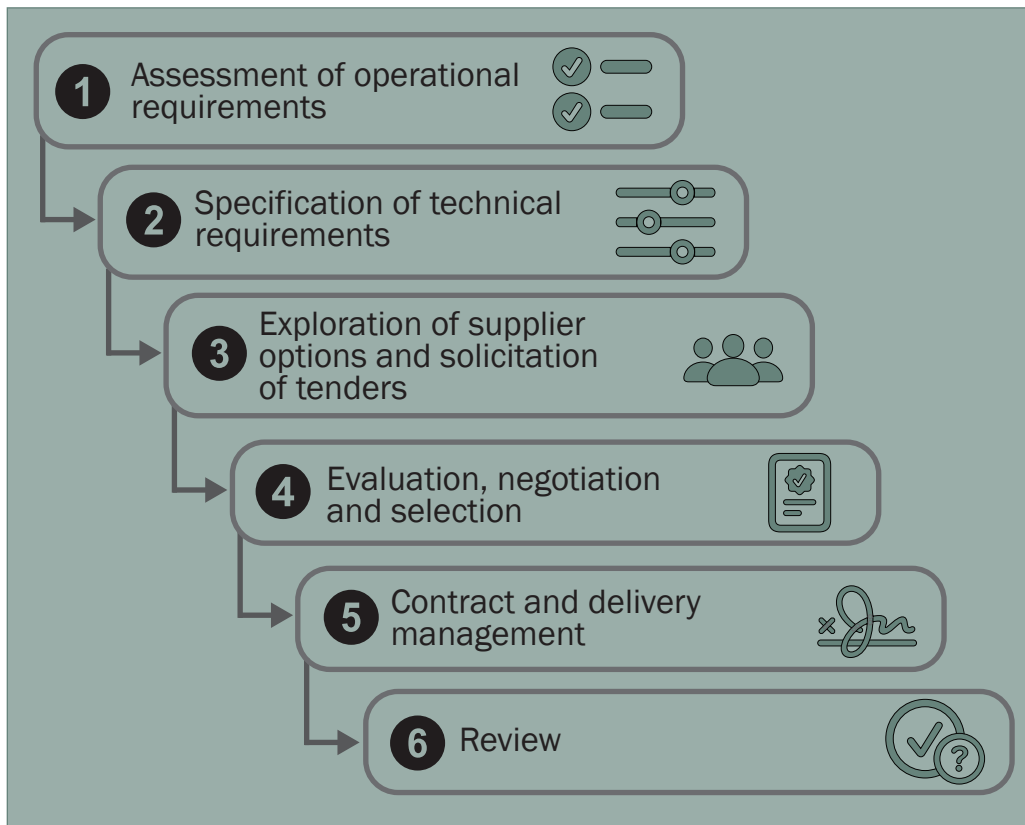 1
Assessment of operational
requirements
2
Specification of technical
requirements
3
Exploration of supplier
options and solicitation
of tenders
4
Evaluation, negotiation
and selection
5
Contract and delivery
management
6
Review
?